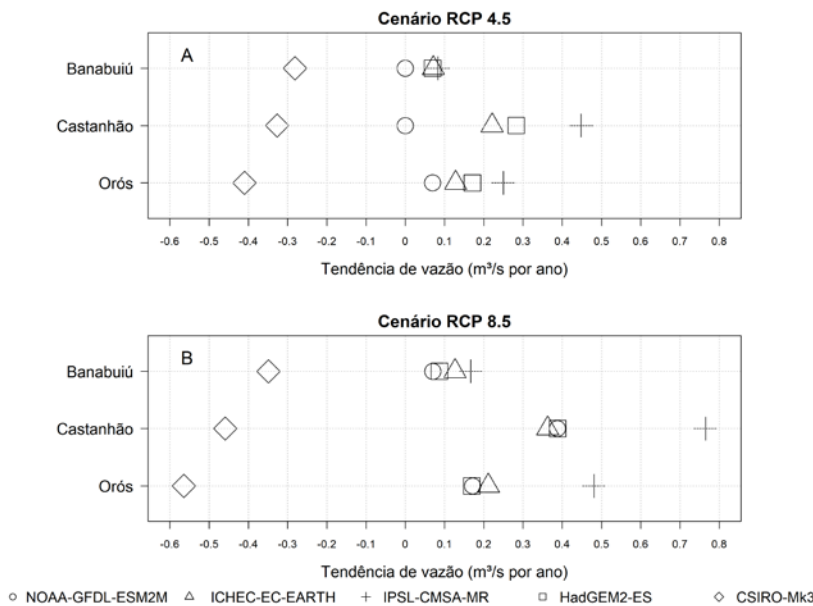 Cenário RCP 4.5
A
Banabuiú
Castanhão
Orós
-0.6 -0.5 -0.4 -0.3 -0.2 -0.1 0 0.1 0.2 0.3 0.4 0.5 0.6 0.7 0.8
Tendência de vazão (m³/s por ano)
Cenário RCP 8.5
B
Banabuiú
Castanhão
Orós
-0.6 -0.5 -0.4 -0.3 -0.2 -0.1 0 0.1 0.2 0.3 0.4 0.5 0.6 0.7 0.8
Tendência de vazão (m³/s por ano)
NOAA-GFDL-ESM2M ICHEC-EC-EARTH IPSL-CMSA-MR HadGEM2-ES CSIRO-Mk3